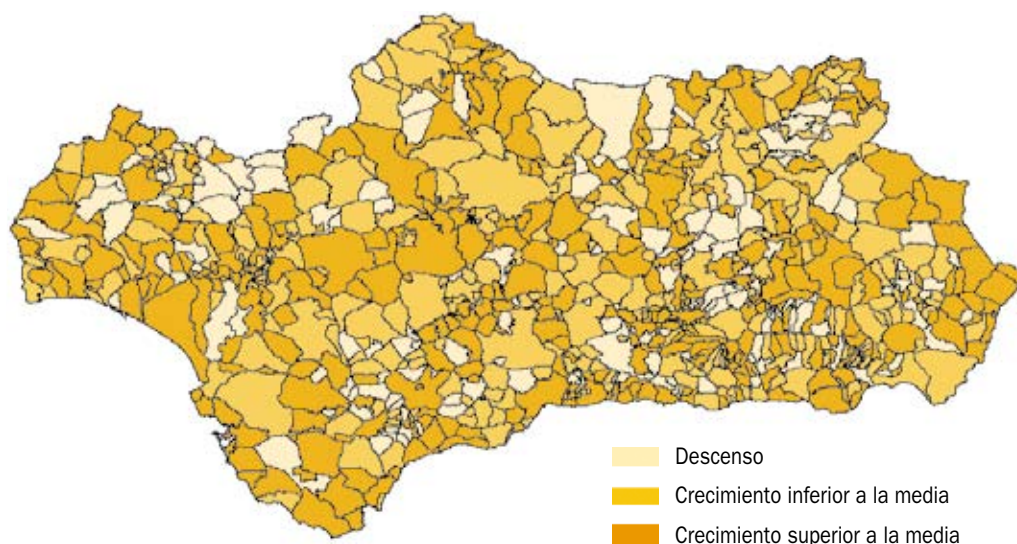 Descenso
Crecimiento inferior a la media
Crecimiento superior a la media